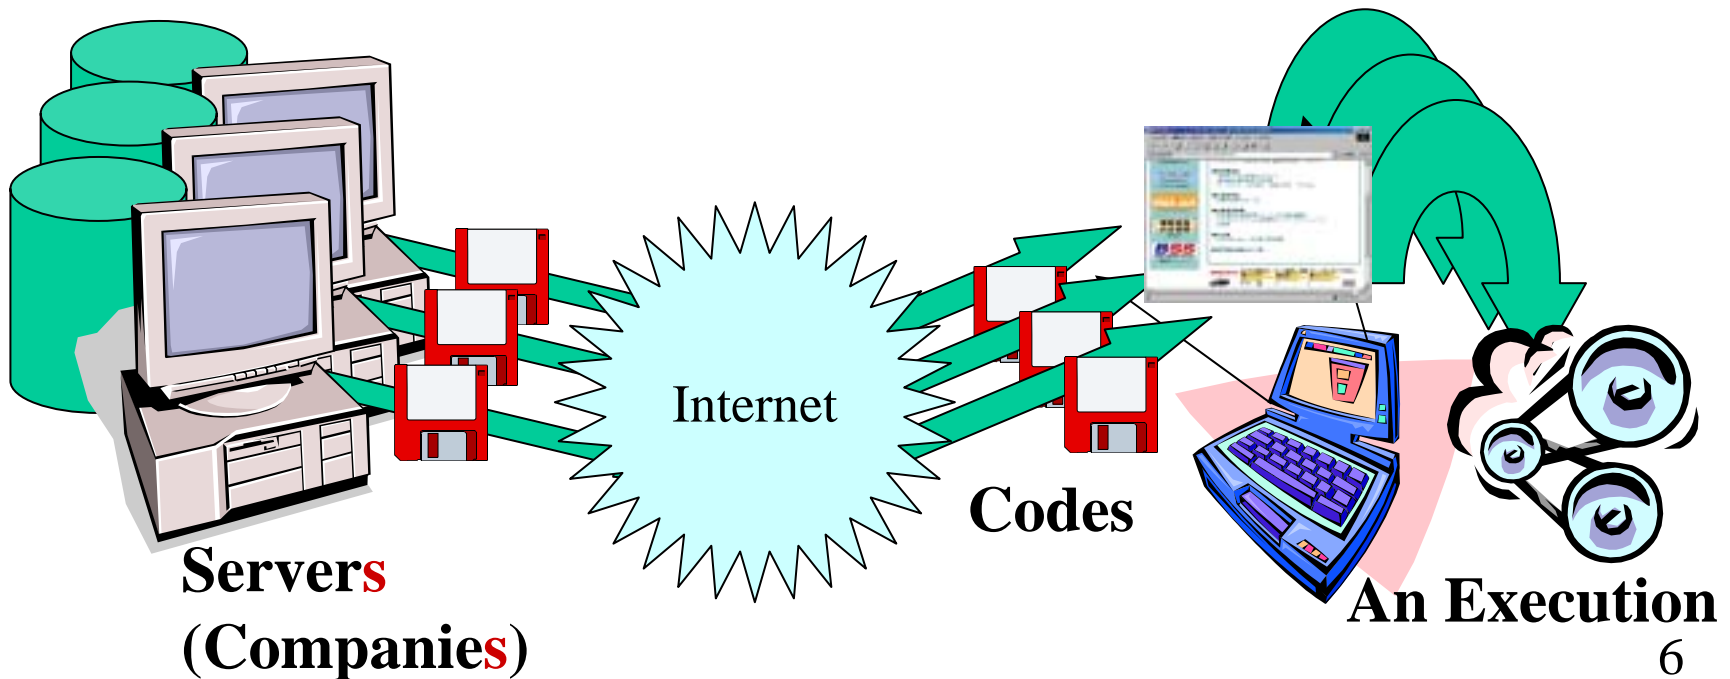 Internet
Codes
Servers
(Companies)
An Execution
6